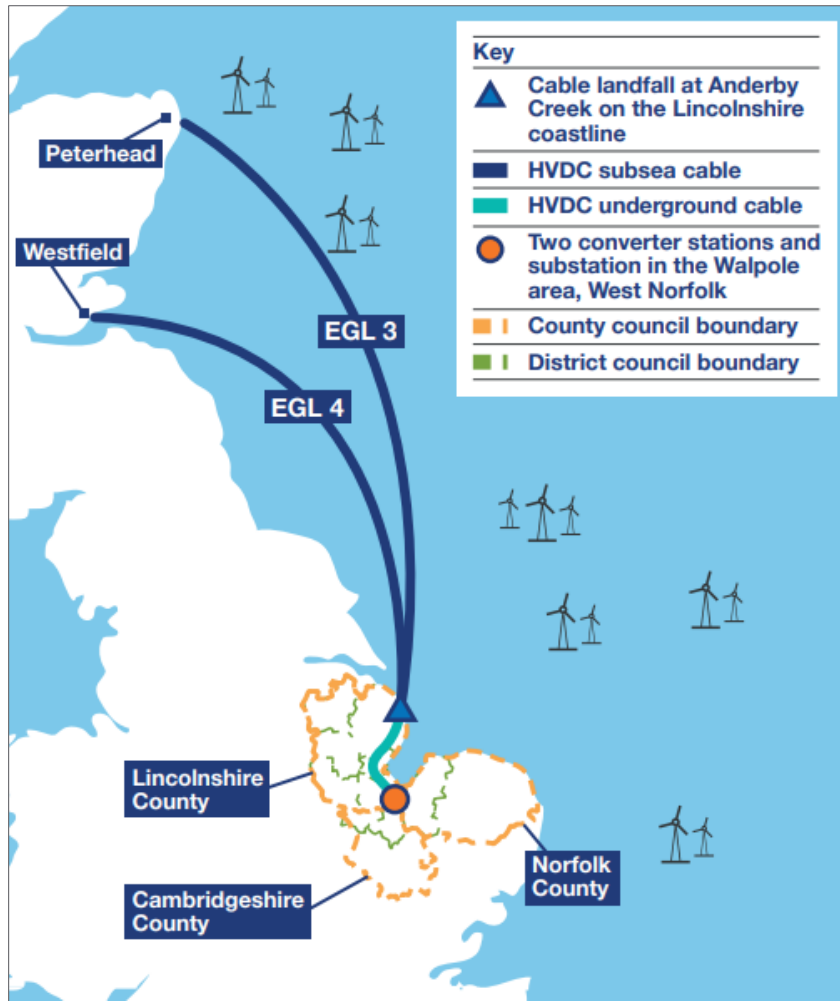 Key
Cable landfall at Anderby
Creek on the Lincolnshire
coastline
HVDC subsea cable
HVDC underground cable
Two converter stations and
substation in the Walpole
area, West Norfolk
County council boundary
District council boundary
Peterhead
Westfield
EGL 3
EGL 4
Lincolnshire
County
Cambridgeshire
County
Norfolk
County